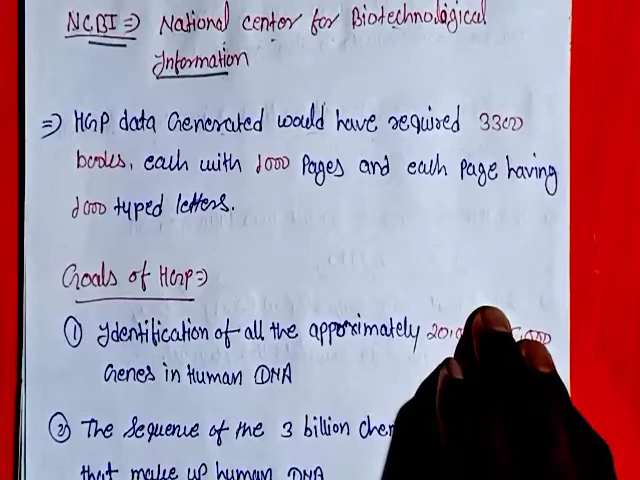 NCBI ⇒ National center for Biotechnological
Information
⇒ HGP data Generated would have required 3300
books, each with 1000 Pages and each page having
1000 typed letters.
Goals of HGP ⇒
① Identification of all the approximately
Genes in Human DNA
② The Sequence of the 3 billion
that make up human DNA